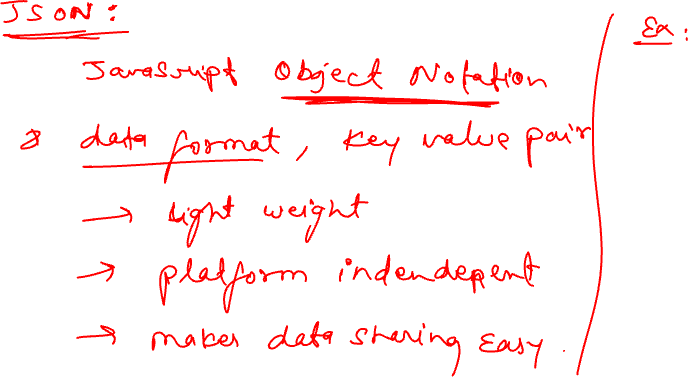 JSON:
Ex:
JavaScript Object Notation
data format, key value pair
→ light weight
→ platform indendepent
→ makes data sharing easy.